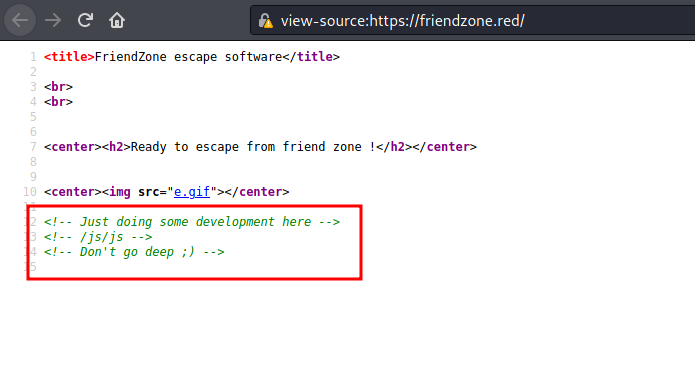 view-source:https://friendzone.red/
1 <title>FriendZone escape software</title>
2
3 <br>
4 <br>
5
6
7 <center><h2>Ready to escape from friend zone !</h2></center>
8
9
10 <center><img src="e.gif"></center>
11
12 <!-- Just doing some development here -->
13 <!-- /js/js -->
14 <!-- Don't go deep ;) -->
15